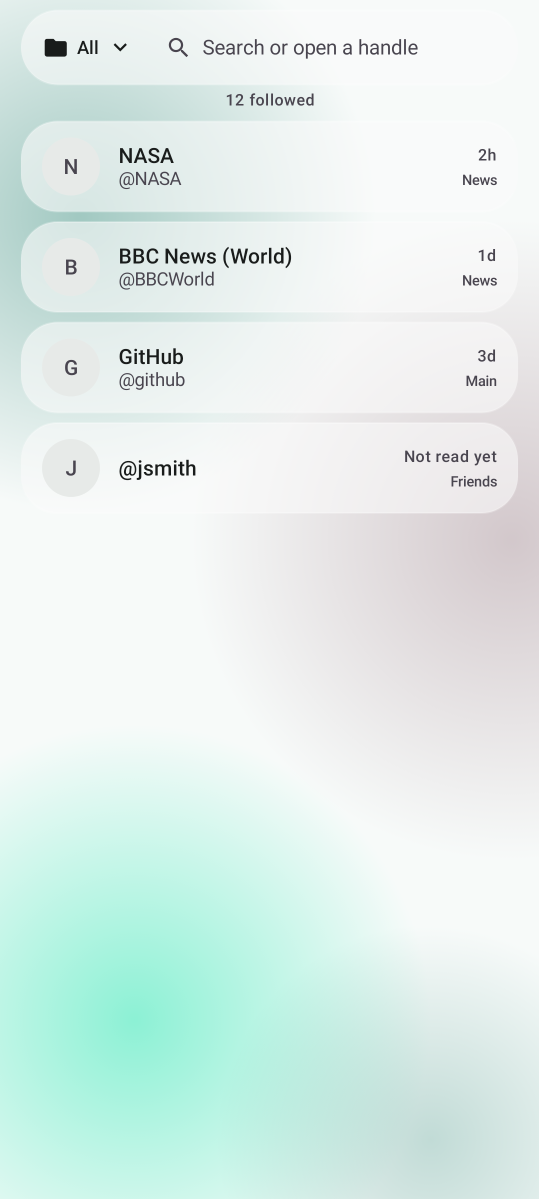 All
Search or open a handle
12 followed
N
NASA
@NASA
2h
News
B
BBC News (World)
@BBCWorld
1d
News
G
GitHub
@github
3d
Main
J
@jsmith
Not read yet
Friends